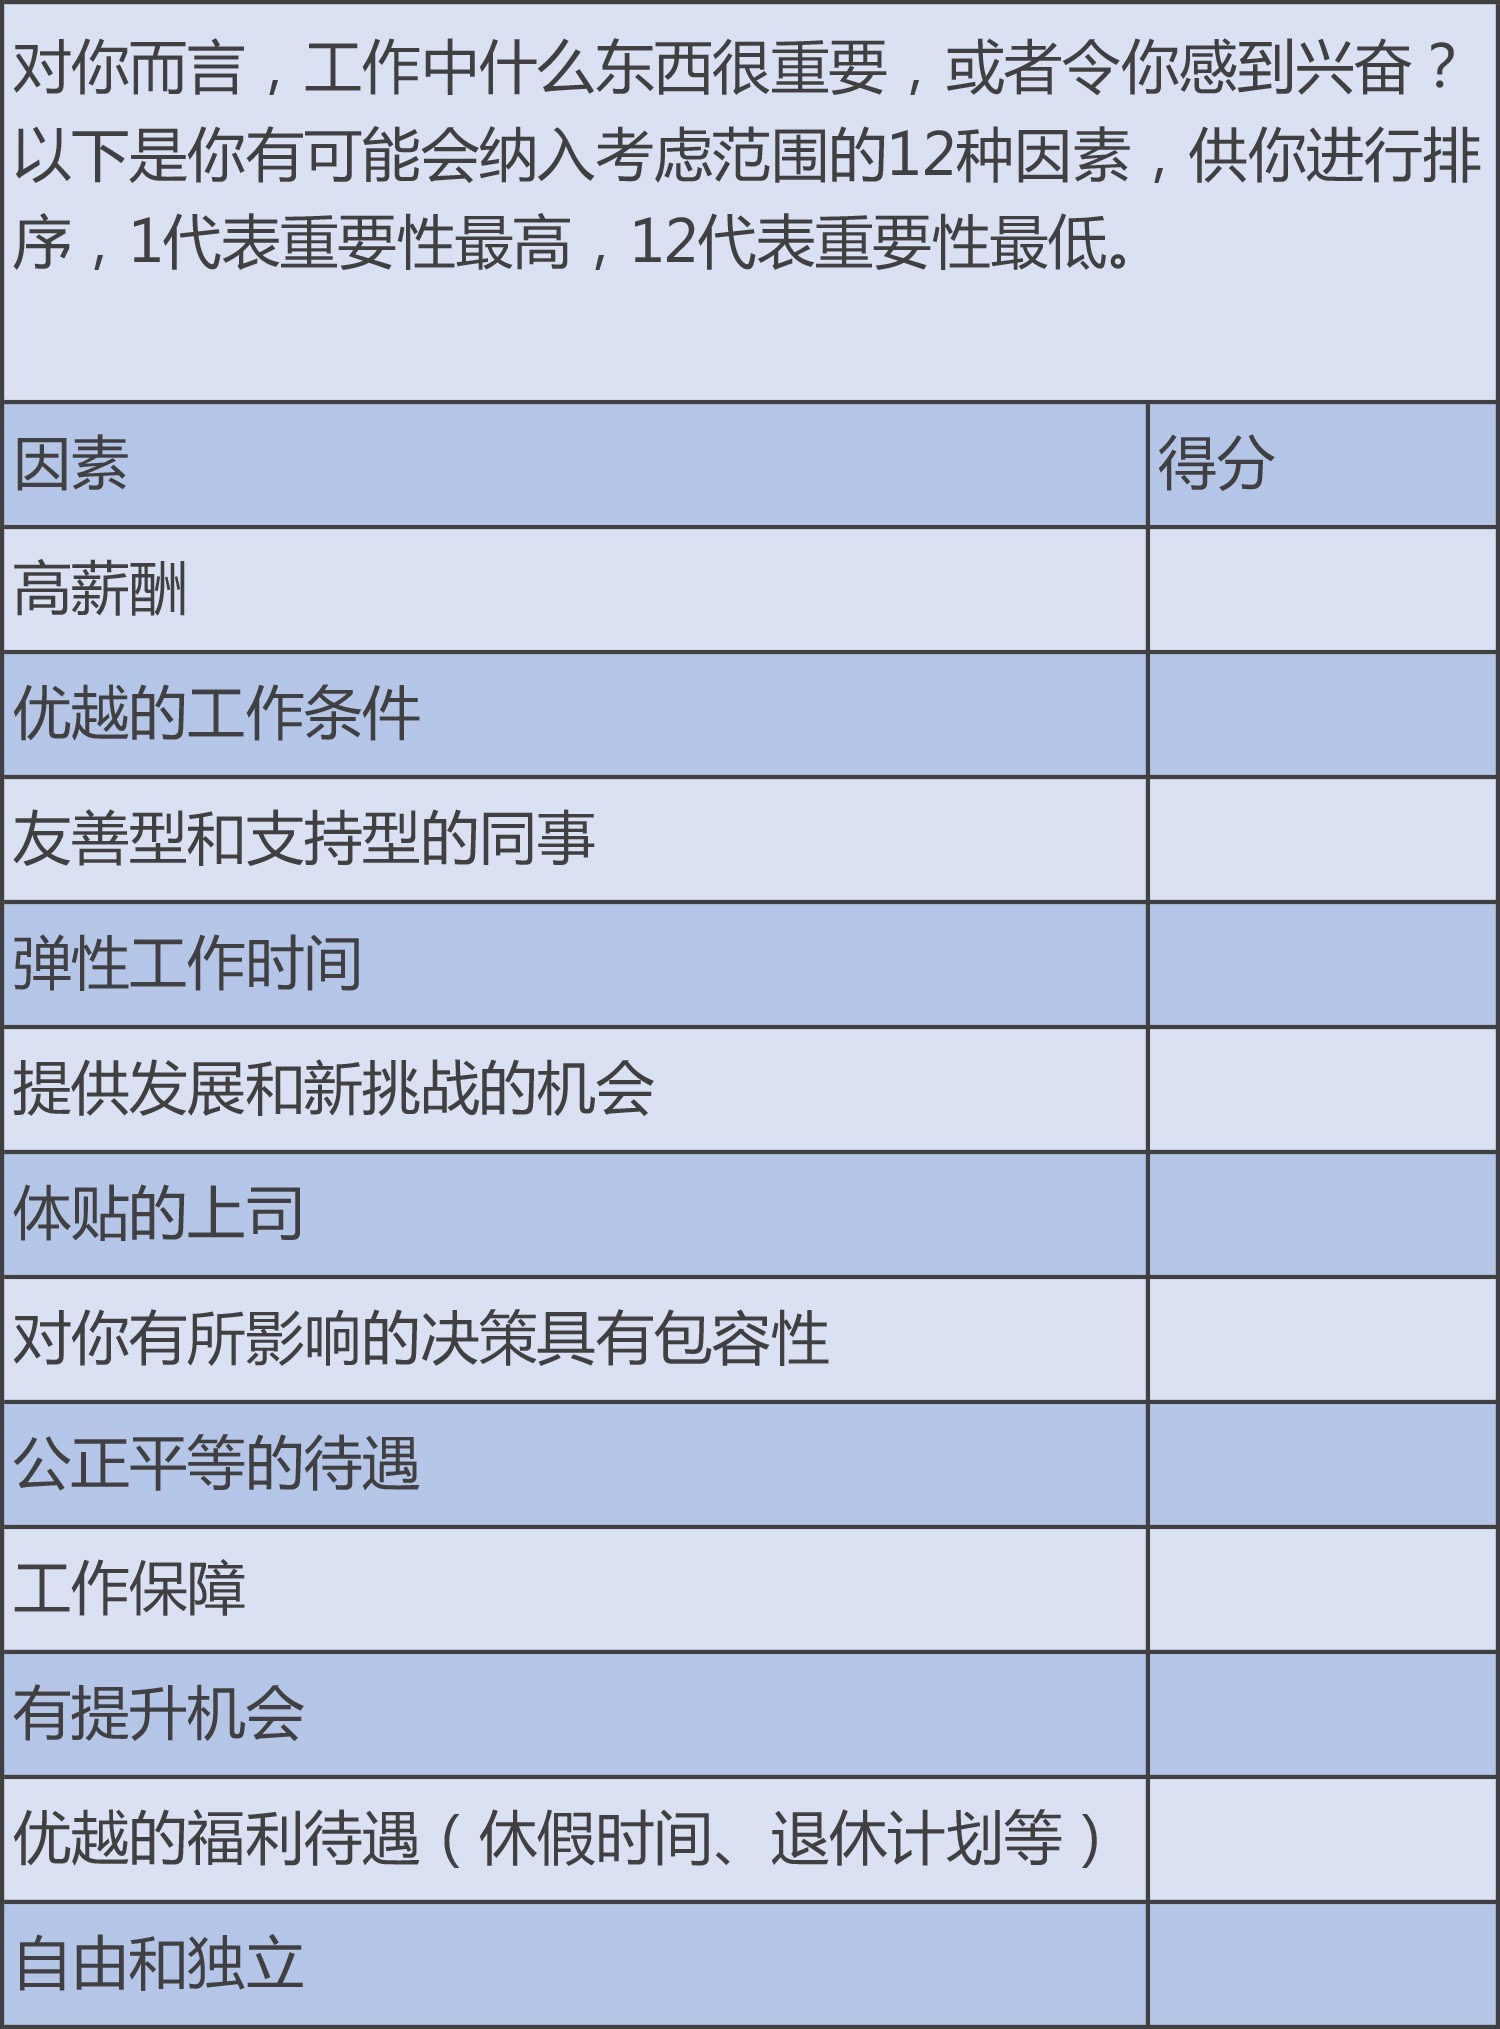 对你而言，工作中什么东西很重要，或者令你感到兴奋？
以下是你有可能会纳入考虑范围的12种因素，供你进行排
序，1代表重要性最高，12代表重要性最低。
因素 得分
高薪酬
优越的工作条件
友善型和支持型的同事
弹性工作时间
提供发展和新挑战的机会
体贴的上司
对你有所影响的决策具有包容性
公正平等的待遇
工作保障
有提升机会
优越的福利待遇（休假时间、退休计划等）
自由和独立